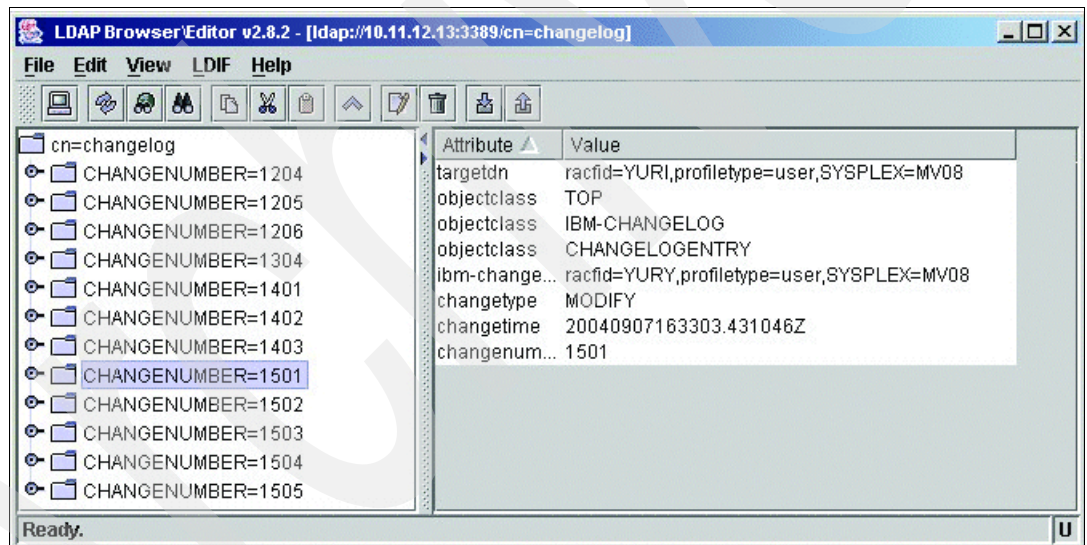 LDAP Browser\Editor v2.8.2 - [ldap://10.11.12.13:3389/cn=changelog]
File Edit View LDIF Help
cn=changelog
CHANGENUMBER=1204
CHANGENUMBER=1205
CHANGENUMBER=1206
CHANGENUMBER=1304
CHANGENUMBER=1401
CHANGENUMBER=1402
CHANGENUMBER=1403
CHANGENUMBER=1501
CHANGENUMBER=1502
CHANGENUMBER=1503
CHANGENUMBER=1504
CHANGENUMBER=1505
Attribute Value
targetdn racfid=YURI,profiletype=user,SYSPLEX=MV08
objectclass TOP
objectclass IBM-CHANGELOG
objectclass CHANGELOGENTRY
ibm-change... racfid=YURY,profiletype=user,SYSPLEX=MV08
changetype MODIFY
changetime 20040907163303.431046Z
changenum... 1501
Ready.
U